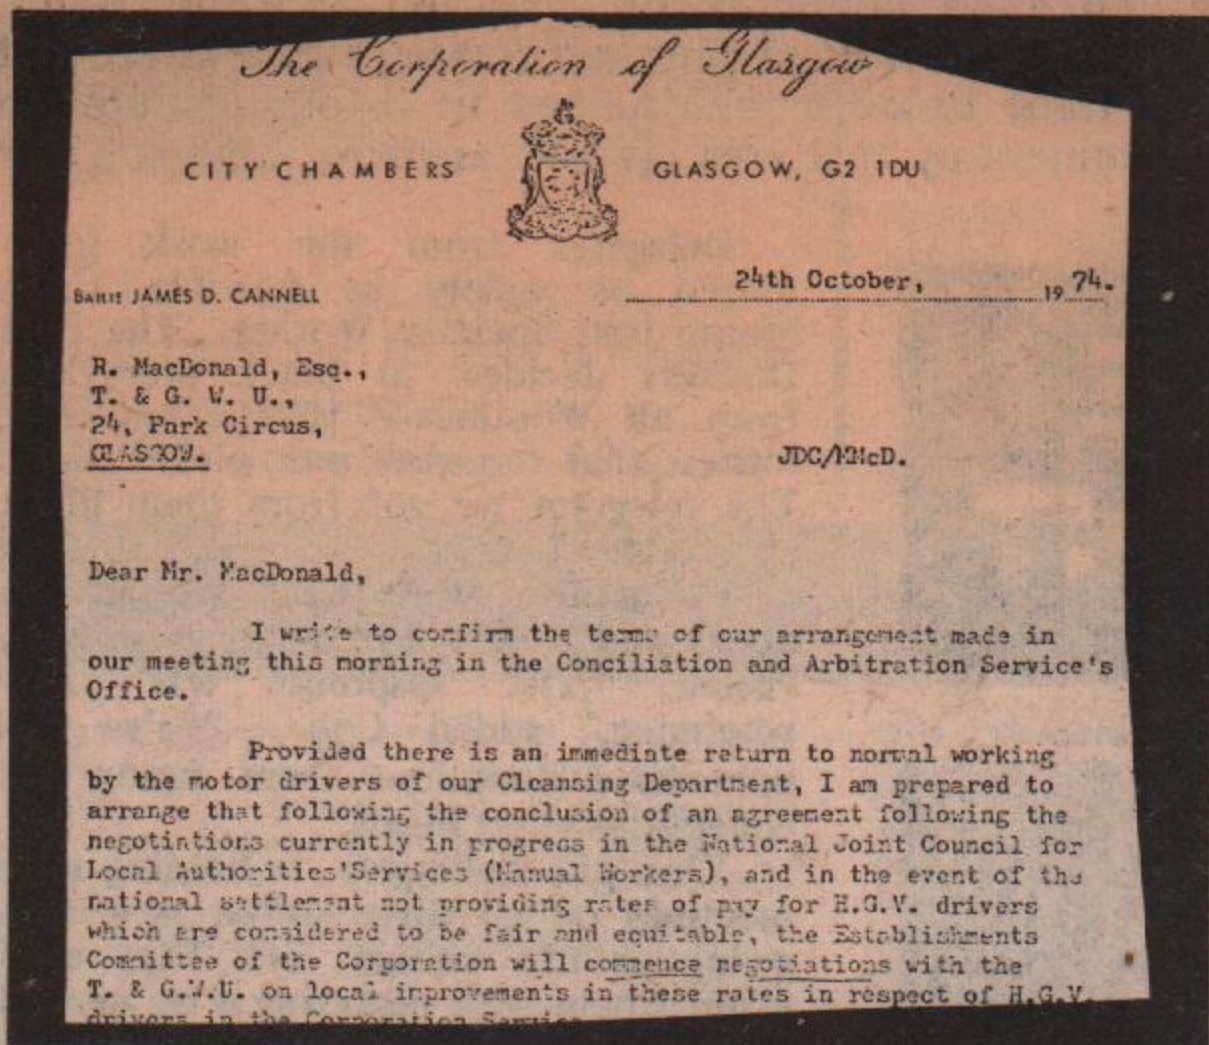 The Corporation of Glasgow
CITY CHAMBERS GLASGOW, G2 1DU
24th October, 1974.
BAILIE JAMES D. CANNELL
R. MacDonald, Esq.,
T. & G. W. U.,
24, Park Circus,
GLASGOW.
JDC/MMcD.
Dear Mr. MacDonald,
I write to confirm the terms of our arrangement made in
our meeting this morning in the Conciliation and Arbitration Service's
Office.
Provided there is an immediate return to normal working
by the motor drivers of our Cleansing Department, I am prepared to
arrange that following the conclusion of an agreement following the
negotiations currently in progress in the National Joint Council for
Local Authorities' Services (Manual Workers), and in the event of the
national settlement not providing rates of pay for H.G.V. drivers
which are considered to be fair and equitable, the Establishments
Committee of the Corporation will commence negotiations with the
T. & G.W.U. on local improvements in these rates in respect of H.G.V.
drivers in the Corporation Service